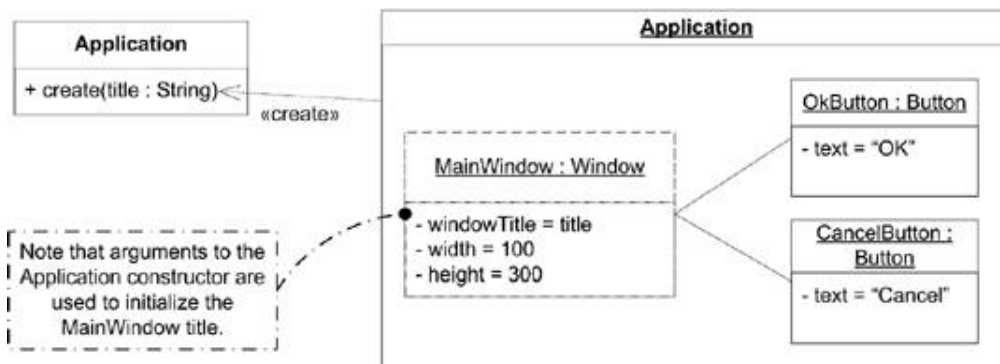 Application
+ create(title : String)
«create»
Note that arguments to the
Application constructor are
used to initialize the
MainWindow title.
Application
MainWindow : Window
- windowTitle = title
- width = 100
- height = 300
OkButton : Button
- text = “OK”
CancelButton :
Button
- text = “Cancel”